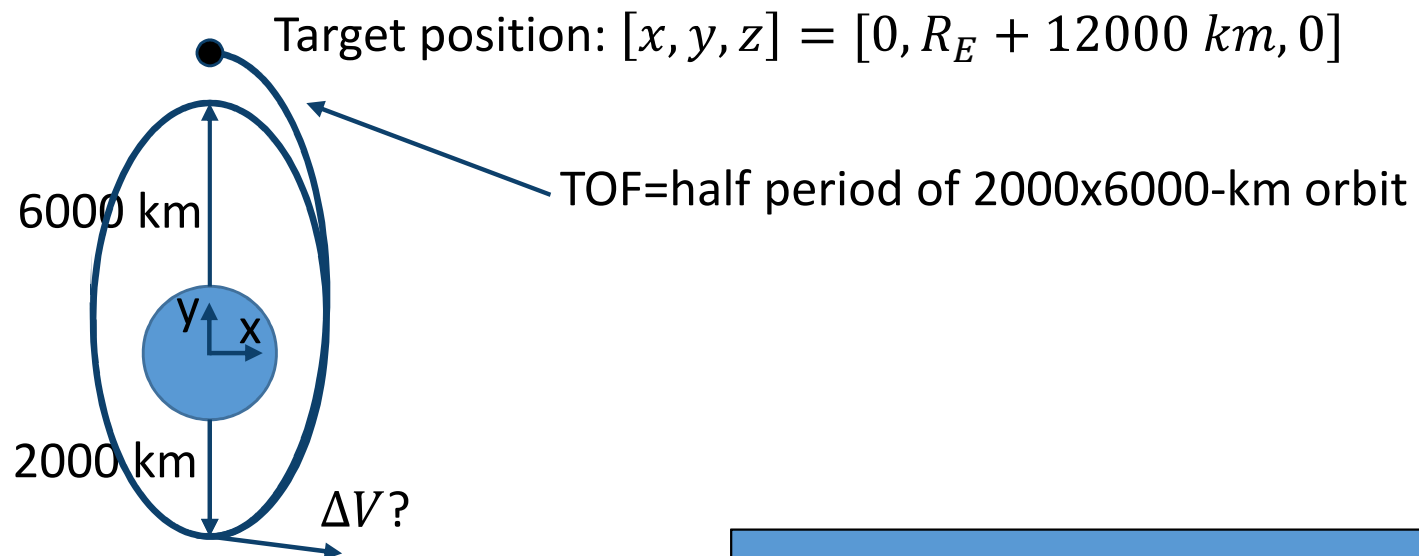 Target position: [x, y, z] = [0, R_E + 12000 km, 0]
TOF=half period of 2000x6000-km orbit
6000 km
y
x
2000 km
ΔV?